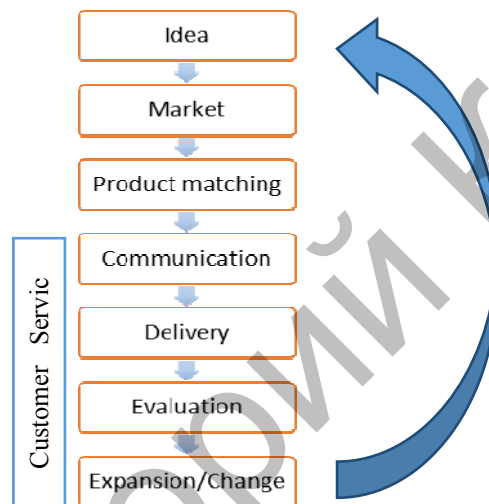 Idea
Market
Product matching
Communication
Delivery
Evaluation
Expansion/Change
Customer Servic